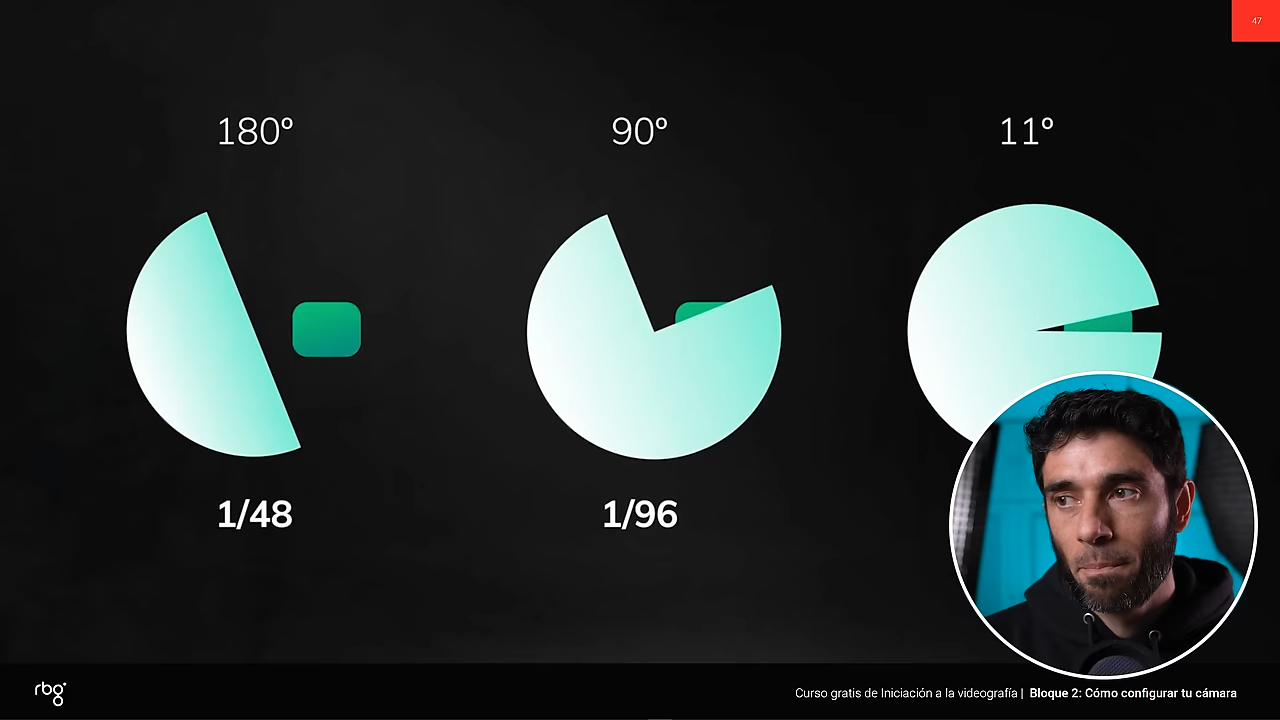 47
180º
90º
11º
1/48
1/96
rbg
Curso gratis de Iniciación a la videografía | Bloque 2: Cómo configurar tu cámara